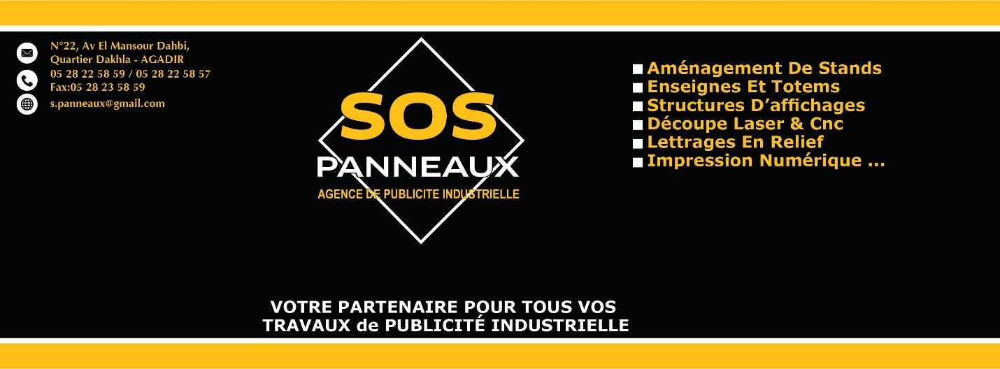 N°22, Av El Mansour Dahbi,
Quartier Dakhla - AGADIR
05 28 22 58 59 / 05 28 22 58 57
Fax:05 28 23 58 59
s.panneaux@gmail.com
SOS
PANNEAUX
AGENCE DE PUBLICITE INDUSTRIELLE
Aménagement De Stands
Enseignes Et Totems
Structures D’affichages
Découpe Laser & Cnc
Lettrages En Relief
Impression Numérique ...
VOTRE PARTENAIRE POUR TOUS VOS
TRAVAUX de PUBLICITÉ INDUSTRIELLE